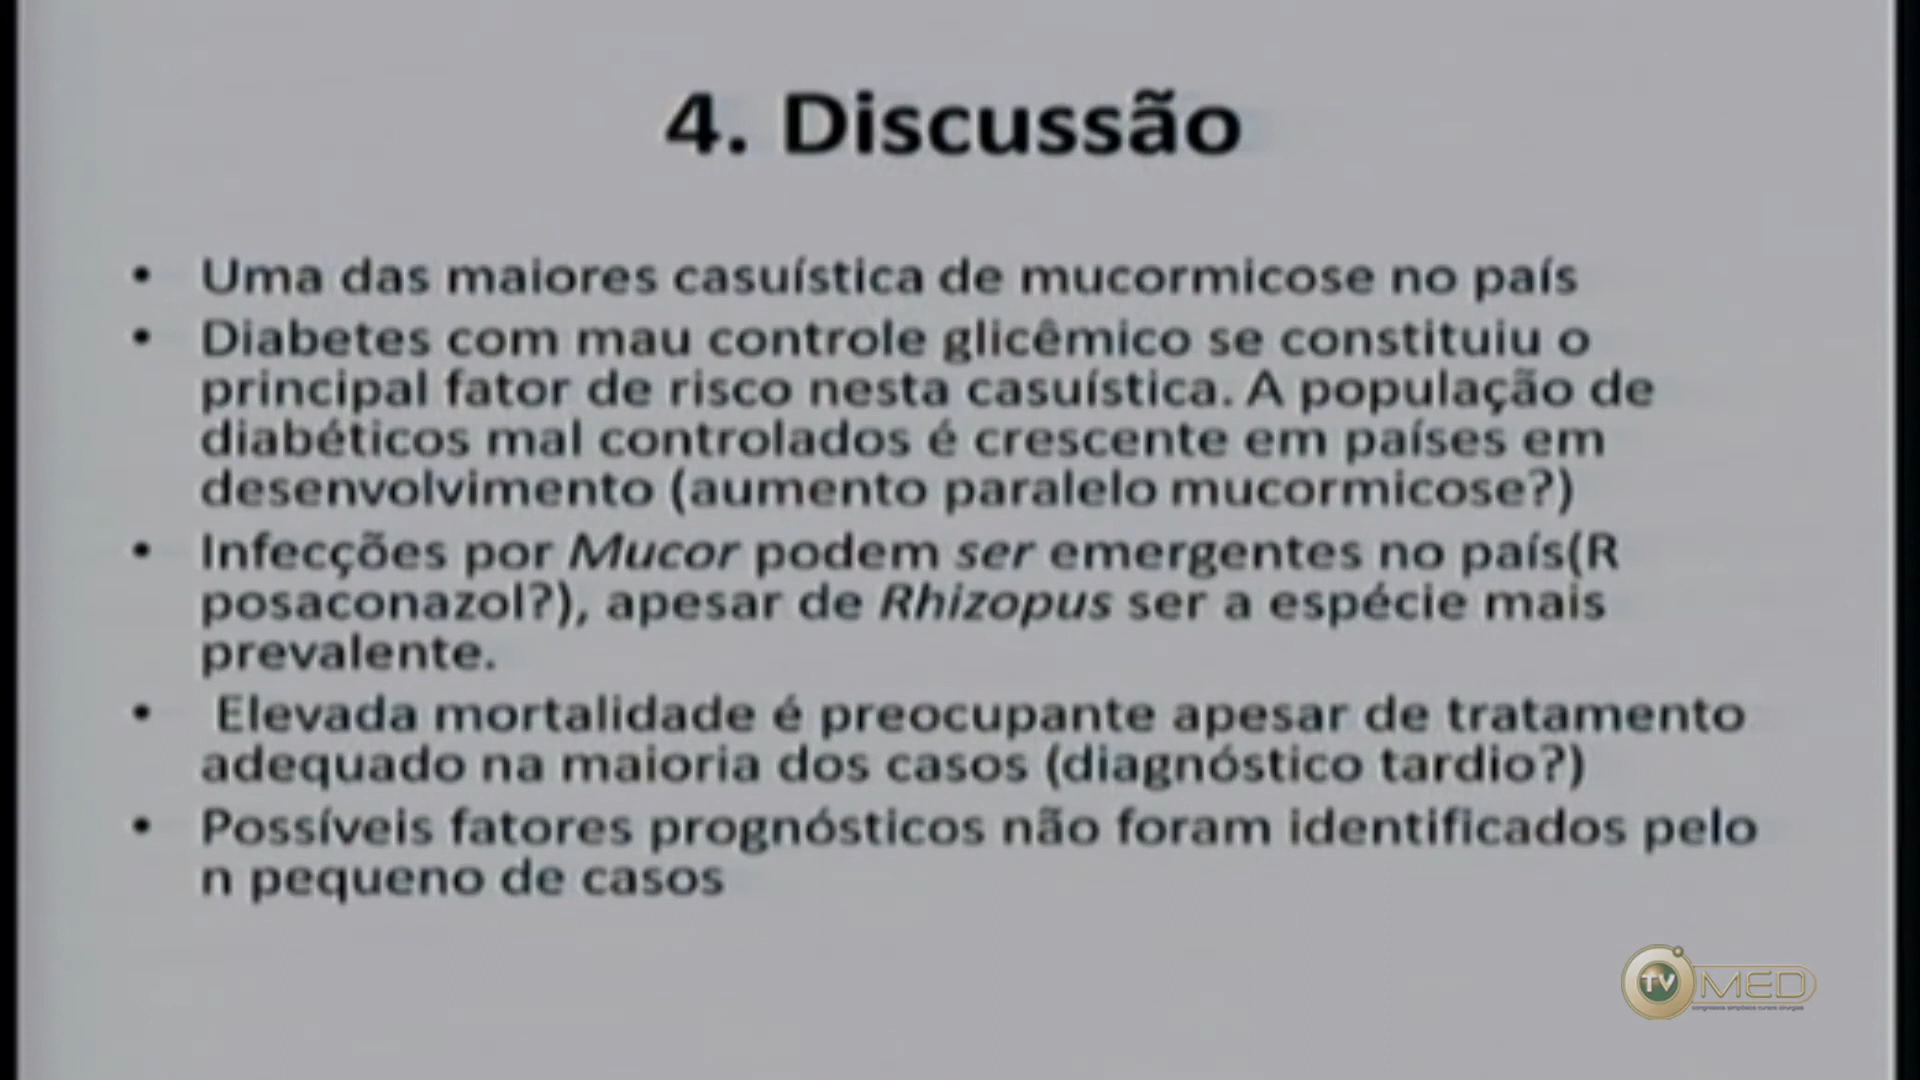 4. Discussão
• Uma das maiores casuística de mucormicose no país
• Diabetes com mau controle glicêmico se constituiu o
principal fator de risco nesta casuística. A população de
diabéticos mal controlados é crescente em países em
desenvolvimento (aumento paralelo mucormicose?)
• Infecções por Mucor podem ser emergentes no país(R
posaconazol?), apesar de Rhizopus ser a espécie mais
prevalente.
• Elevada mortalidade é preocupante apesar de tratamento
adequado na maioria dos casos (diagnóstico tardio?)
• Possíveis fatores prognósticos não foram identificados pelo
n pequeno de casos
TV MED